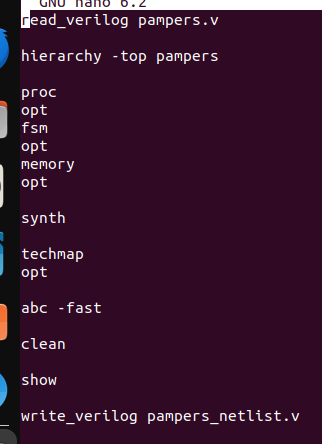 GNU nano 6.2
read_verilog pampers.v
hierarchy -top pampers
proc
opt
fsm
opt
memory
opt
synth
techmap
opt
abc -fast
clean
show
write_verilog pampers_netlist.v